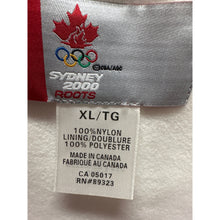 ©COA/AOC
SYDNEY
2000
ROOTS
XL/TG
100%NYLON
LINING/DOUBLURE
100% POLYESTER
MADE IN CANADA
FABRIQUE AU CANADA
CA 05017
RN#89323